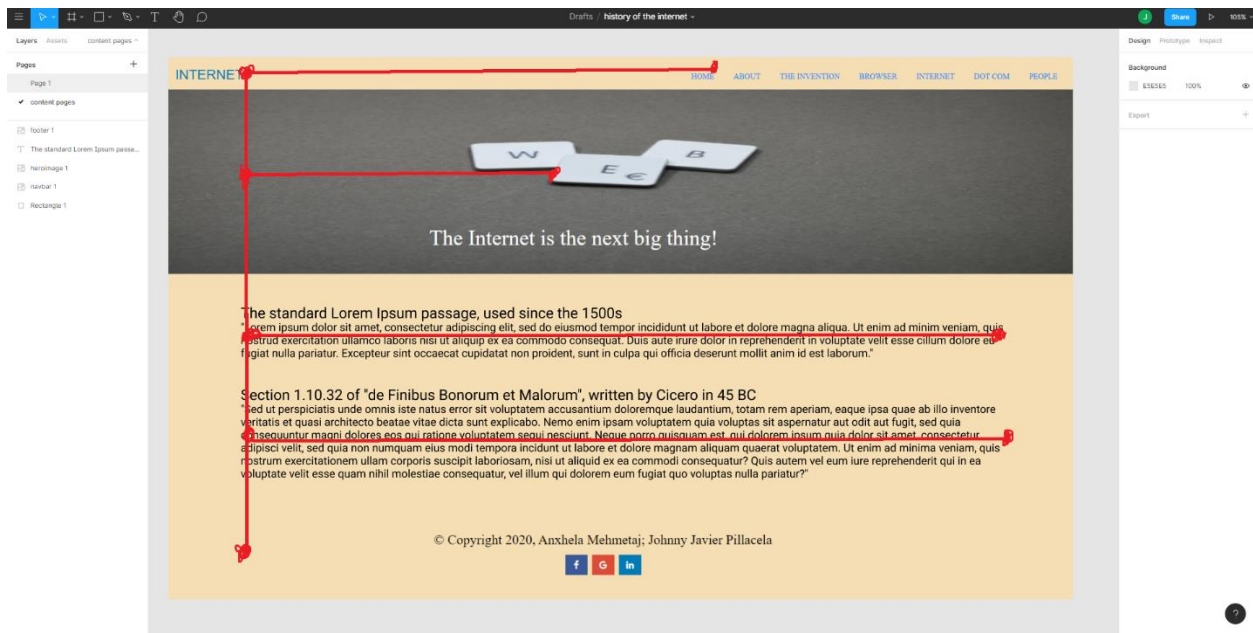 Drafts / history of the internet
J
Share
105%
Layers Assets content pages
Pages
Page 1
content pages
footer 1
The standard Lorem Ipsum passe...
heroimage 1
navbar 1
Rectangle 1
Design Prototype Inspect
Background
E5E5E5 100%
Export
INTERNET
HOME ABOUT THE INVENTION BROWSER INTERNET DOT COM PEOPLE
W E € B
The Internet is the next big thing!
The standard Lorem Ipsum passage, used since the 1500s
"Lorem ipsum dolor sit amet, consectetur adipiscing elit, sed do eiusmod tempor incididunt ut labore et dolore magna aliqua. Ut enim ad minim veniam, quis
nostrud exercitation ullamco laboris nisi ut aliquip ex ea commodo consequat. Duis aute irure dolor in reprehenderit in voluptate velit esse cillum dolore eu
fugiat nulla pariatur. Excepteur sint occaecat cupidatat non proident, sunt in culpa qui officia deserunt mollit anim id est laborum."
Section 1.10.32 of "de Finibus Bonorum et Malorum", written by Cicero in 45 BC
"Sed ut perspiciatis unde omnis iste natus error sit voluptatem accusantium doloremque laudantium, totam rem aperiam, eaque ipsa quae ab illo inventore
veritatis et quasi architecto beatae vitae dicta sunt explicabo. Nemo enim ipsam voluptatem quia voluptas sit aspernatur aut odit aut fugit, sed quia
consequuntur magni dolores eos qui ratione voluptatem sequi nesciunt. Neque porro quisquam est, qui dolorem ipsum quia dolor sit amet, consectetur,
adipisci velit, sed quia non numquam eius modi tempora incidunt ut labore et dolore magnam aliquam quaerat voluptatem. Ut enim ad minima veniam, quis
nostrum exercitationem ullam corporis suscipit laboriosam, nisi ut aliquid ex ea commodi consequatur? Quis autem vel eum iure reprehenderit qui in ea
voluptate velit esse quam nihil molestiae consequatur, vel illum qui dolorem eum fugiat quo voluptas nulla pariatur?"
© Copyright 2020, Anxhela Mehmetaj; Johnny Javier Pillacela
f G in
?